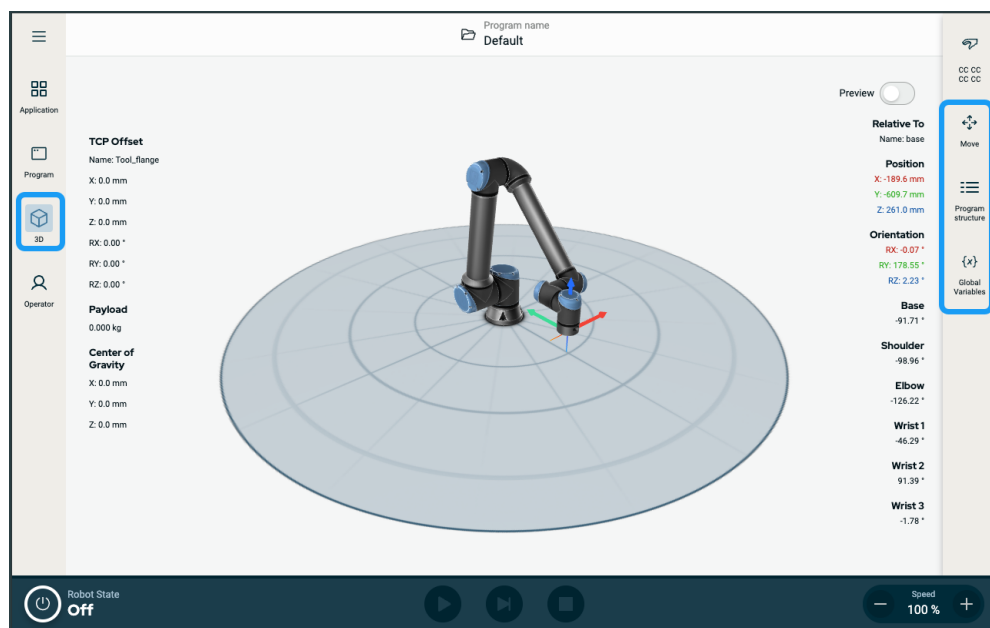 Program name
Default
CC CC
CC CC
Application
Program
3D
Operator
TCP Offset
Name: Tool_flange
X: 0.0 mm
Y: 0.0 mm
Z: 0.0 mm
RX: 0.00 °
RY: 0.00 °
RZ: 0.00 °
Payload
0.000 kg
Center of
Gravity
X: 0.0 mm
Y: 0.0 mm
Z: 0.0 mm
Preview
Relative To
Name: base
Position
X: -189.6 mm
Y: -609.7 mm
Z: 261.0 mm
Orientation
RX: -0.07 °
RY: 178.55 °
RZ: 2.23 °
Base
-91.71 °
Shoulder
-98.96 °
Elbow
-126.22 °
Wrist 1
-46.29 °
Wrist 2
91.39 °
Wrist 3
-1.78 °
Move
Program
structure
{x}
Global
Variables
Robot State
Off
Speed
100 %